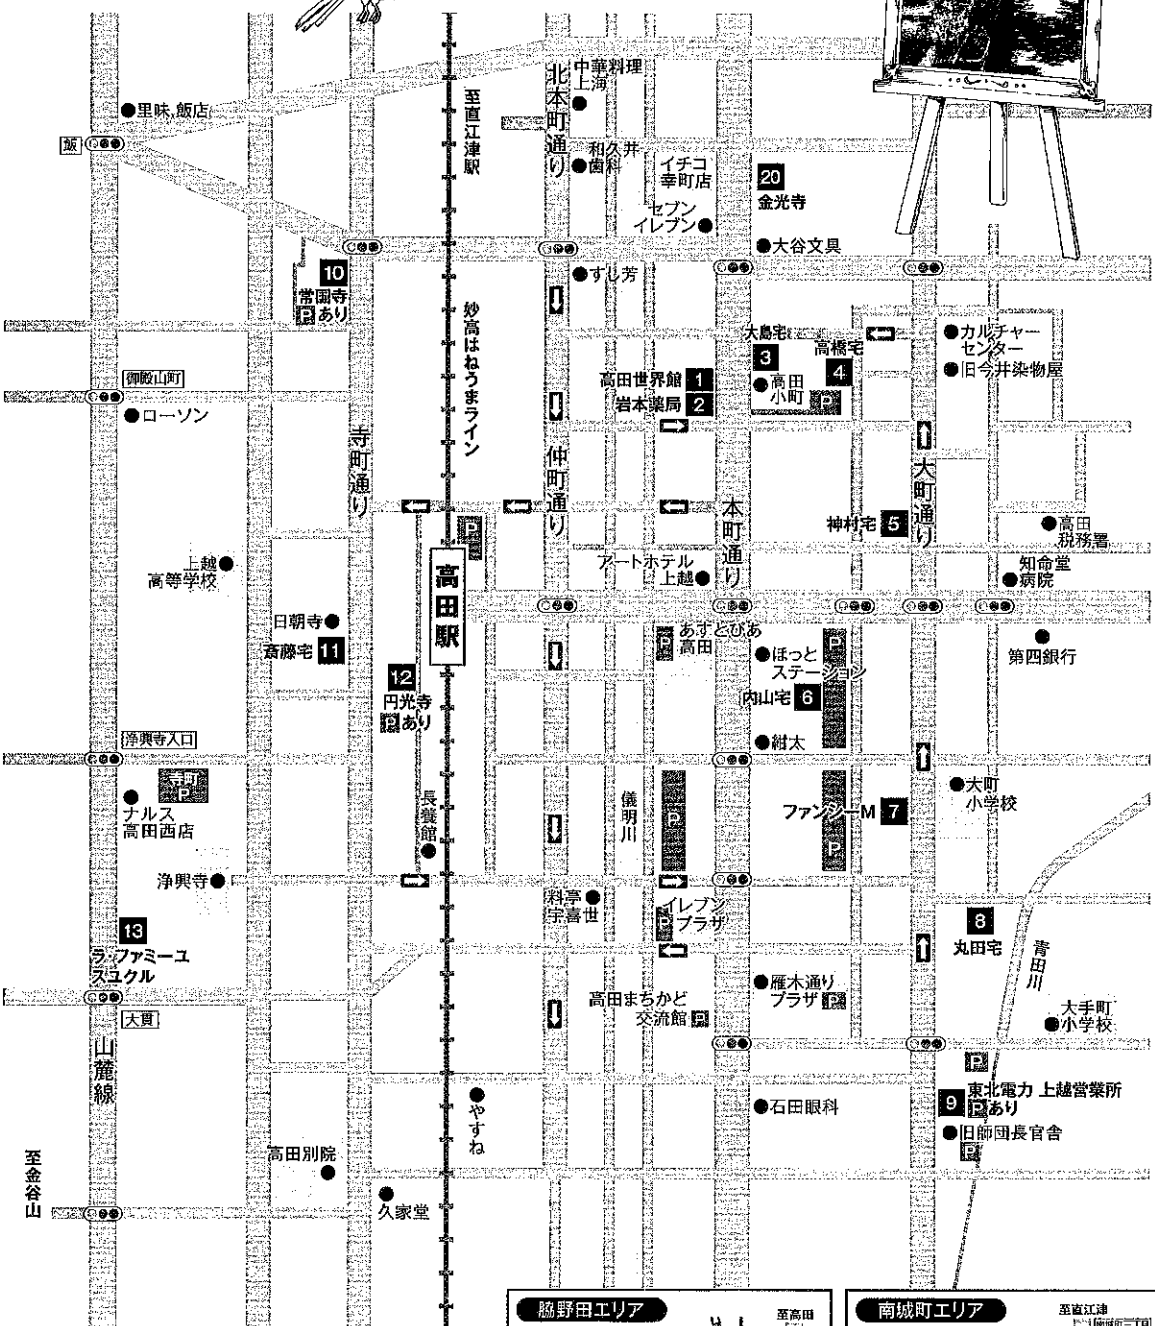 里味,飯店
飯
中華料理
上海
北本町通り
至直江津駅
和久井
歯科
イチコ
幸町店
セブン
イレブン
20
金光寺
大谷文具
10
常国寺
Pあり
すし芳
妙高はねうまライン
大島宅
3
高橋宅
4
カルチャー
センター
旧今井染物屋
高田世界館 1
岩本薬局 2
高田
小町
P
御殿山町
ローソン
寺町通り
仲町通り
本町通り
大町通り
神村宅 5
高田
税務署
P
高田駅
上越
高等学校
アートホテル
上越
知命堂
病院
日朝寺
斎藤宅 11
12
円光寺
Pあり
P
あすとぴあ
高田
ほっと
ステーション
P
内山宅 6
紺太
第四銀行
浄興寺入口
寺町
P
ナルス
高田西店
長養館
儀明川
P
ファンシーM 7
P
P
大町
小学校
浄興寺
料亭
宇喜世
イレブン
プラザ
P
8
丸田宅
青田川
13
ラ・ファミーユ
スユクル
大貫
山麓線
雁木通り
プラザ P
高田まちかど
交流館 P
大手町
小学校
P
やすね
石田眼科
9 東北電力 上越営業所
Pあり
旧師団長官舎
P
高田別院
至金谷山
久家堂
脇野田エリア
至高田
南城町エリア
至直江津
南城町三丁目